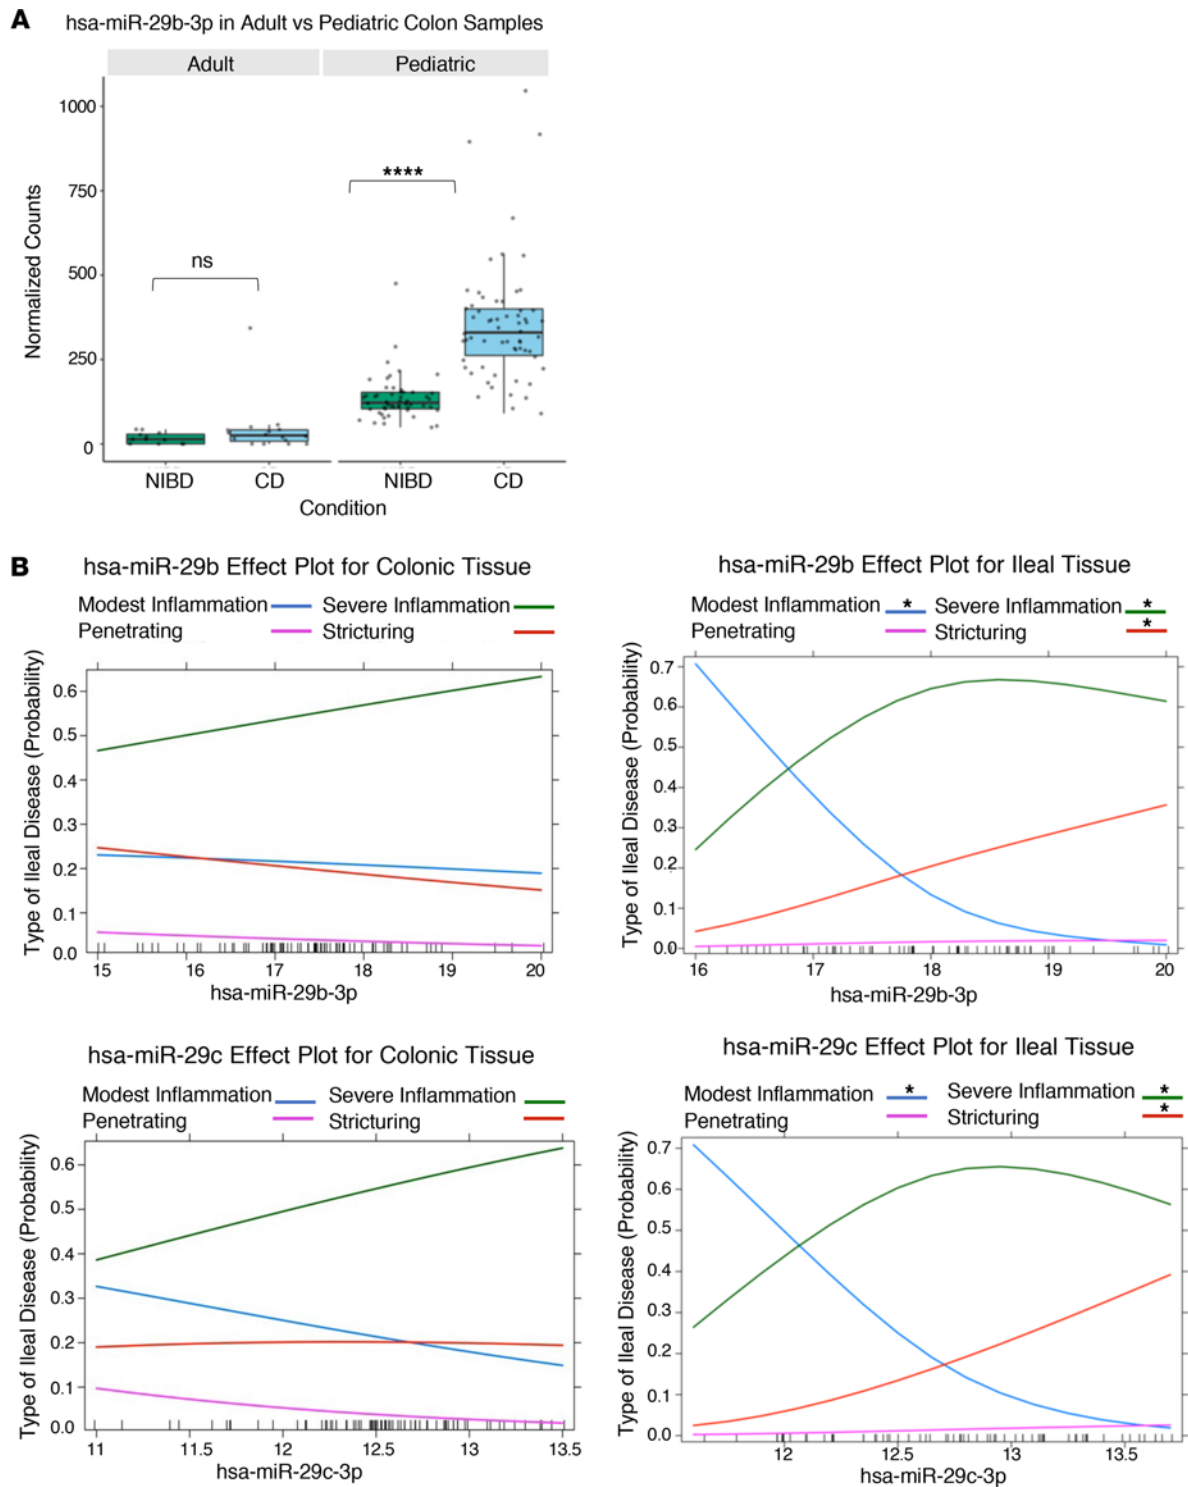 A
hsa-miR-29b-3p in Adult vs Pediatric Colon Samples
Adult Pediatric
Normalized Counts
1000
750
500
250
0
ns
****
NIBD CD NIBD CD
Condition
B
hsa-miR-29b Effect Plot for Colonic Tissue
Modest Inflammation Severe Inflammation
Penetrating Stricturing
Type of Ileal Disease (Probability)
0.6
0.5
0.4
0.3
0.2
0.1
0.0
15 16 17 18 19 20
hsa-miR-29b-3p
hsa-miR-29b Effect Plot for Ileal Tissue
Modest Inflammation * Severe Inflammation *
Penetrating Stricturing *
Type of Ileal Disease (Probability)
0.7
0.6
0.5
0.4
0.3
0.2
0.1
0.0
16 17 18 19 20
hsa-miR-29b-3p
hsa-miR-29c Effect Plot for Colonic Tissue
Modest Inflammation Severe Inflammation
Penetrating Stricturing
Type of Ileal Disease (Probability)
0.6
0.5
0.4
0.3
0.2
0.1
0.0
11 11.5 12 12.5 13 13.5
hsa-miR-29c-3p
hsa-miR-29c Effect Plot for Ileal Tissue
Modest Inflammation * Severe Inflammation *
Penetrating Stricturing *
Type of Ileal Disease (Probability)
0.7
0.6
0.5
0.4
0.3
0.2
0.1
0.0
12 12.5 13 13.5
hsa-miR-29c-3p